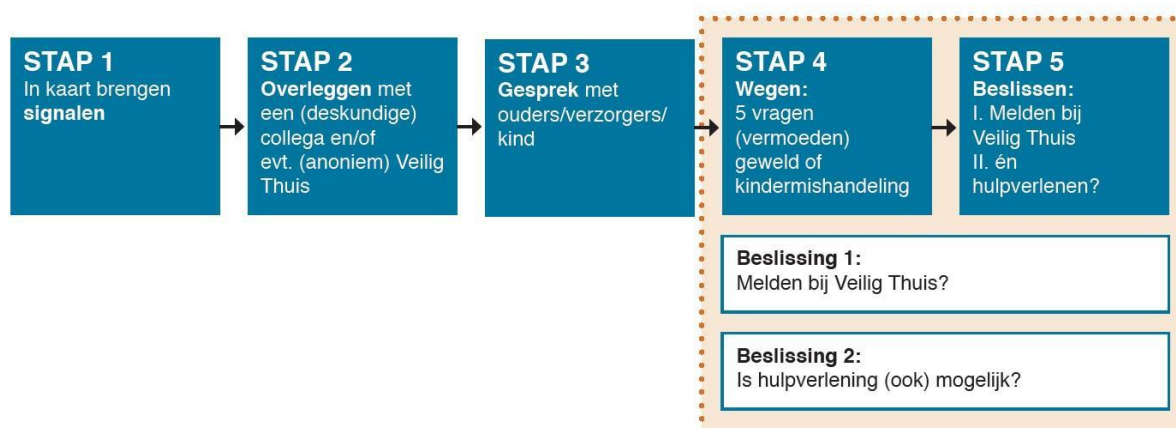 STAP 1
In kaart brengen
signalen
STAP 2
Overleggen met
een (deskundige)
collega en/of
evt. (anoniem) Veilig
Thuis
STAP 3
Gesprek met
ouders/verzorgers/
kind
STAP 4
Wegen:
5 vragen
(vermoeden)
geweld of
kindermishandeling
STAP 5
Beslissen:
I. Melden bij
Veilig Thuis
II. én
hulpverlenen?
Beslissing 1:
Melden bij Veilig Thuis?
Beslissing 2:
Is hulpverlening (ook) mogelijk?